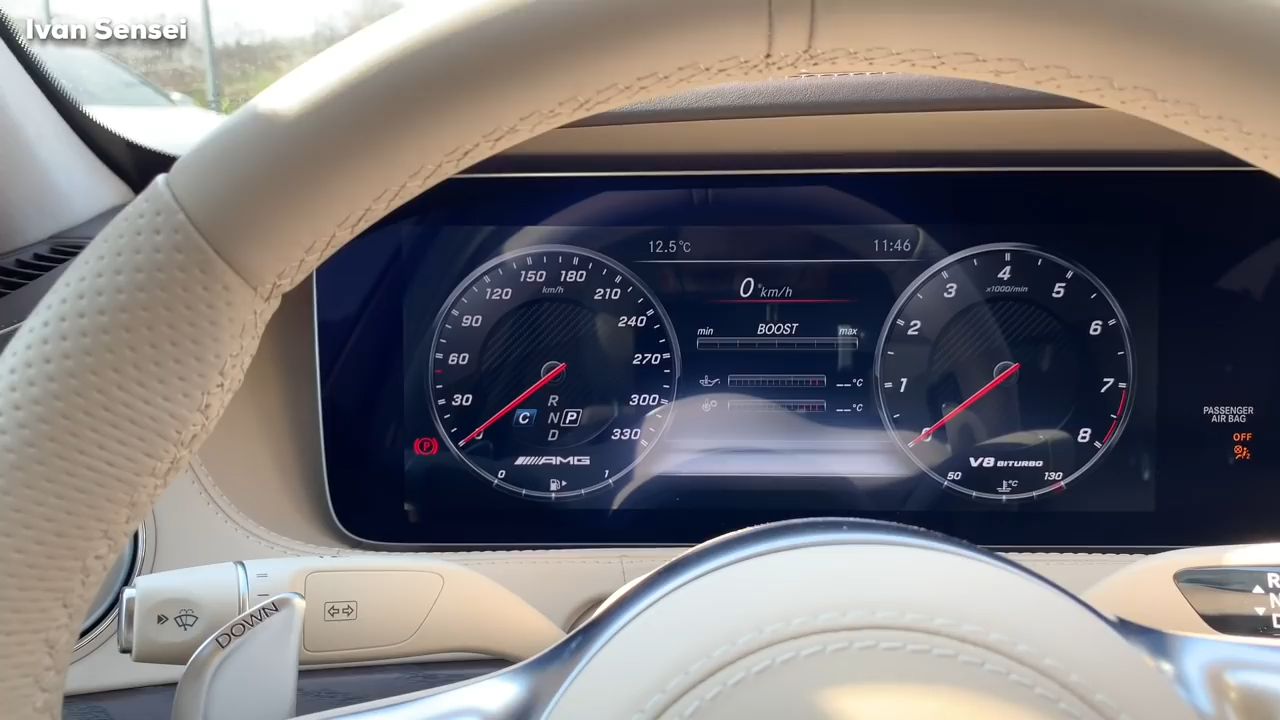 Ivan Sensei
12.5°C
11:46
0 km/h
min BOOST max
--°C
--°C
0 30 60 90 120 150 180 210 240 270 300 330
km/h
C
R
N P
D
AMG
0 1
0 1 2 3 4 5 6 7 8
x1000/min
V8 BITURBO
50 °C 130
(P)
PASSENGER
AIR BAG
OFF
DOWN
R
N
D